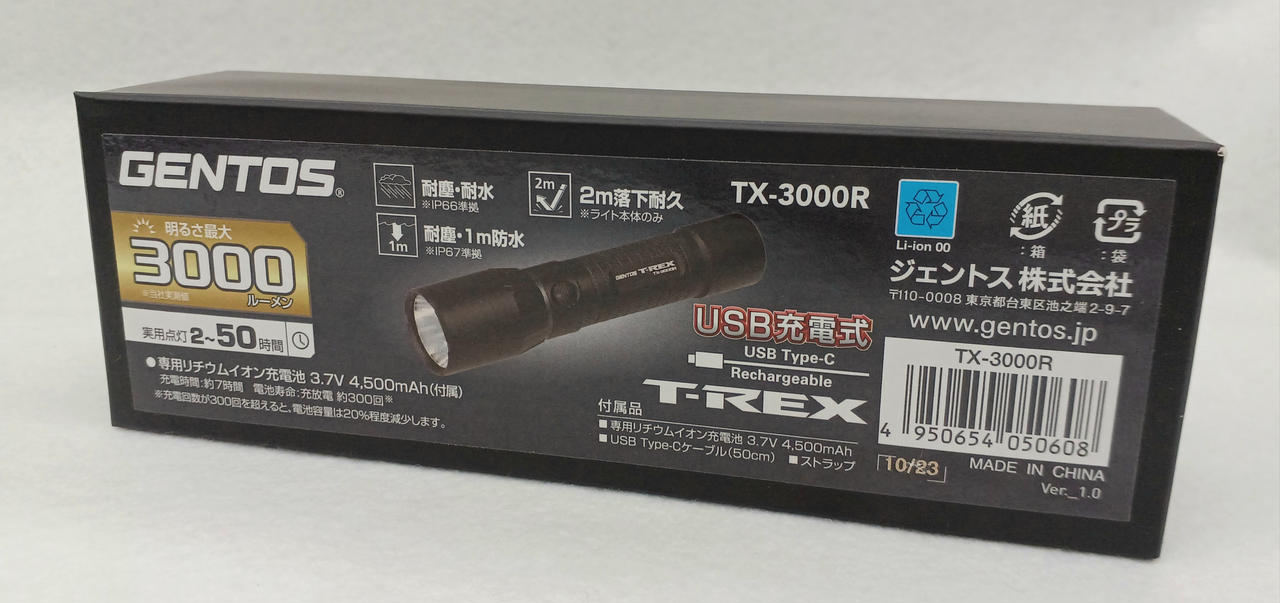 GENTOS®
耐塵・耐水
※IP66準拠
1m
耐塵・1m防水
※IP67準拠
2m
2m落下耐久
※ライト本体のみ
TX-3000R
明るさ最大
3000
ルーメン
※当社実測値
実用点灯 2~50時間
●専用リチウムイオン充電池 3.7V 4,500mAh(付属)
充電時間:約7時間 電池寿命:充放電 約300回※
※充電回数が300回を超えると、電池容量は20%程度減少します。
GENTOS T-REX
TX-3000R
USB充電式
USB Type-C
Rechargeable
T-REX
付属品
■専用リチウムイオン充電池 3.7V 4,500mAh
■USB Type-Cケーブル(50cm) ■ストラップ
Li-ion 00
紙
:箱
プラ
:袋
ジェントス 株式会社
〒110-0008 東京都台東区池之端 2-9-7
www.gentos.jp
TX-3000R
4 950654 050608
10/23
MADE IN CHINA
Ver._1.0